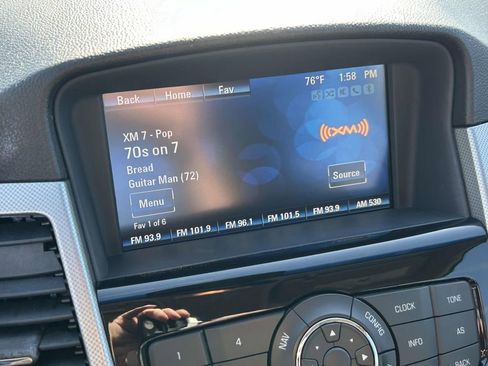 Back Home Fav 76°F 1:58 PM
XM 7 - Pop
70s on 7
((XM))
Bread
Guitar Man (72)
Menu Source
Fav 1 of 6
FM 93.9 FM 101.9 FM 96.1 FM 101.5 FM 93.9 AM 530
1 4 NAV CONFIG CLOCK TONE
INFO AS